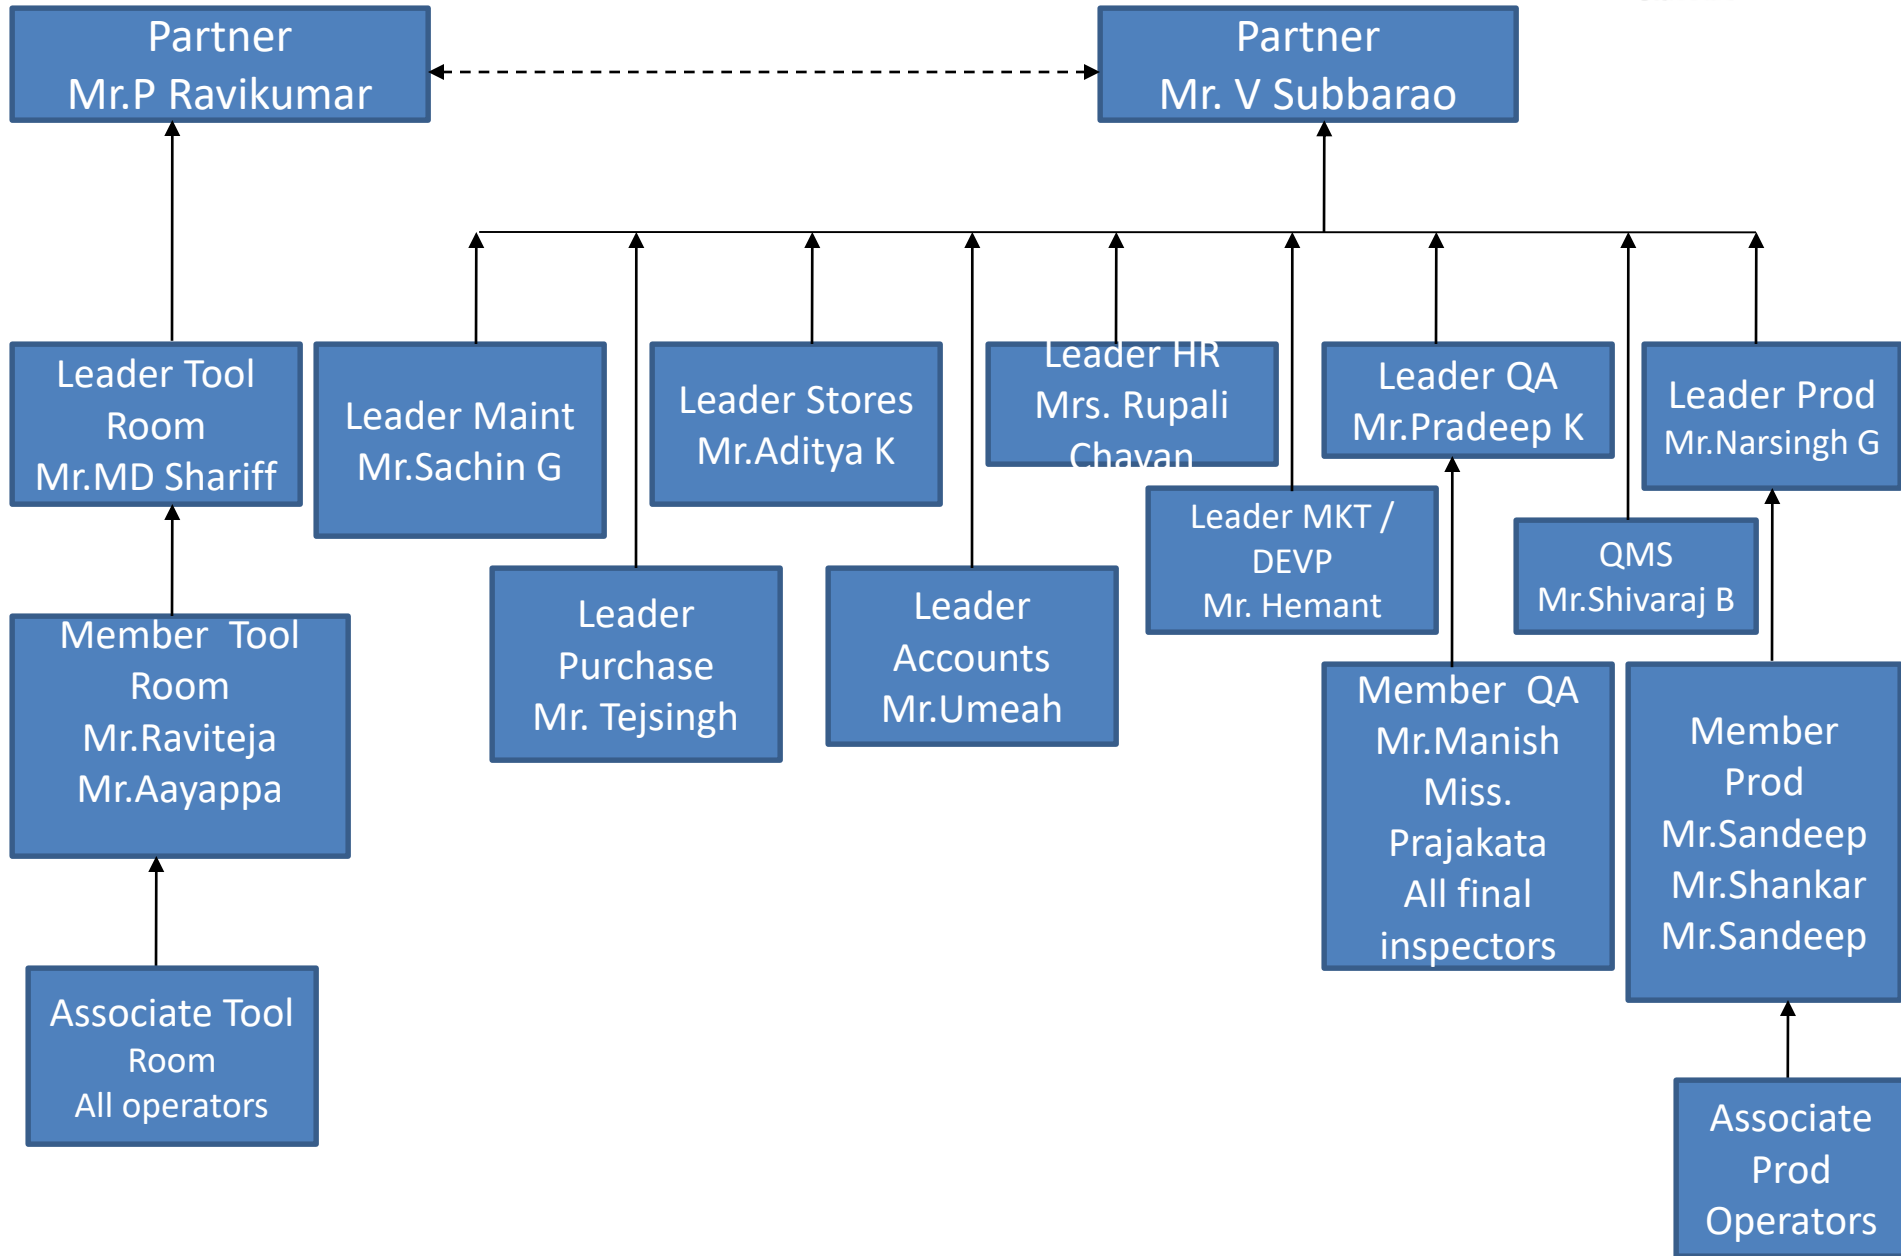 Partner
Mr.P Ravikumar
Partner
Mr. V Subbarao
Leader Tool
Room
Mr.MD Shariff
Leader Maint
Mr.Sachin G
Leader Stores
Mr.Aditya K
Leader HR
Mrs. Rupali
Chavan
Leader QA
Mr.Pradeep K
Leader Prod
Mr.Narsingh G
Leader MKT /
DEVP
Mr. Hemant
QMS
Mr.Shivaraj B
Leader
Purchase
Mr. Tejsingh
Leader
Accounts
Mr.Umeah
Member  Tool
Room
Mr.Raviteja
Mr.Aayappa
Member  QA
Mr.Manish
Miss.
Prajakata
All final
inspectors
Member
Prod
Mr.Sandeep
Mr.Shankar
Mr.Sandeep
Associate Tool
Room
All operators
Associate
Prod
Operators